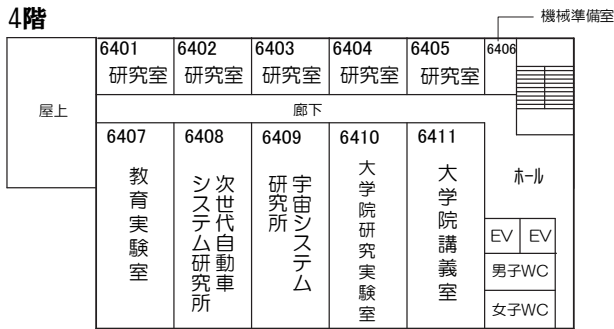 4階
機械準備室
6401
研究室
6402
研究室
6403
研究室
6404
研究室
6405
研究室
6406
屋上
廊下
6407
教育実験室
6408
次世代自動車
システム研究所
6409
宇宙システム
研究所
6410
大学院研究実験室
6411
大学院講義室
ホール
EV
EV
男子WC
女子WC